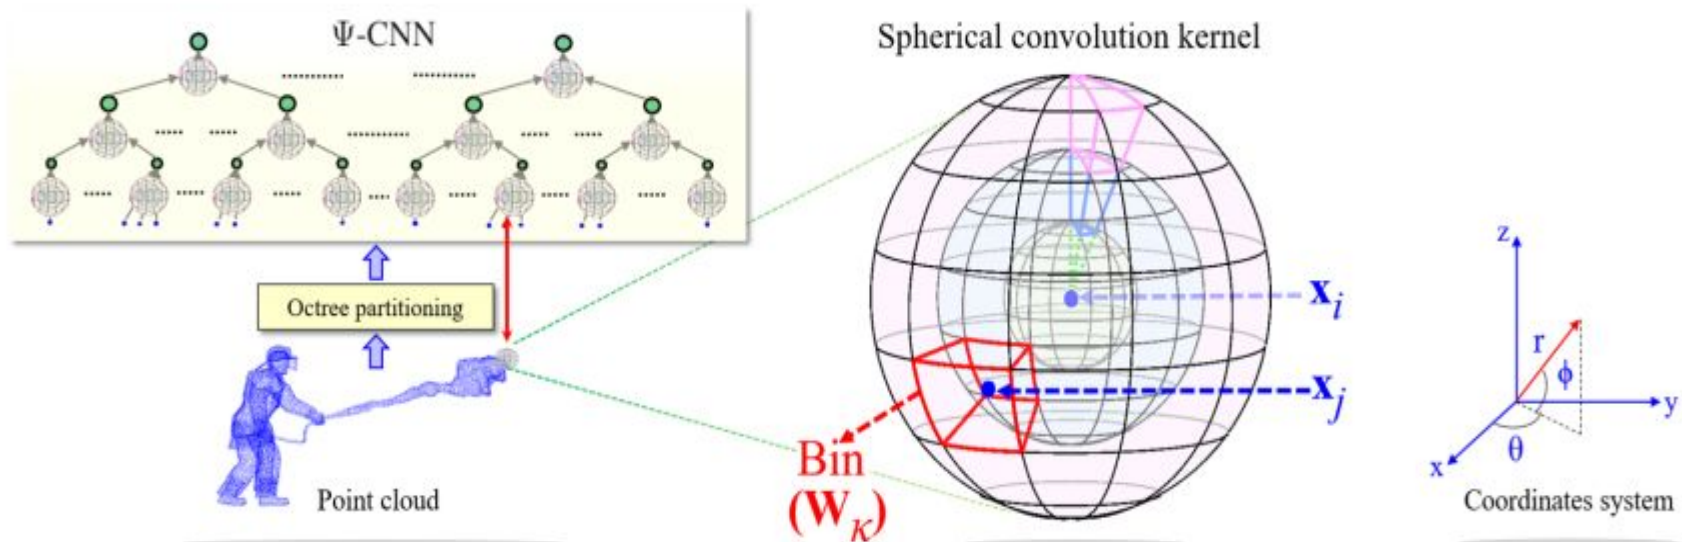 Ψ-CNN
Spherical convolution kernel
Octree partitioning
Point cloud
x_i
x_j
Bin
(W_κ)
z
r
ϕ
y
x
θ
Coordinates system